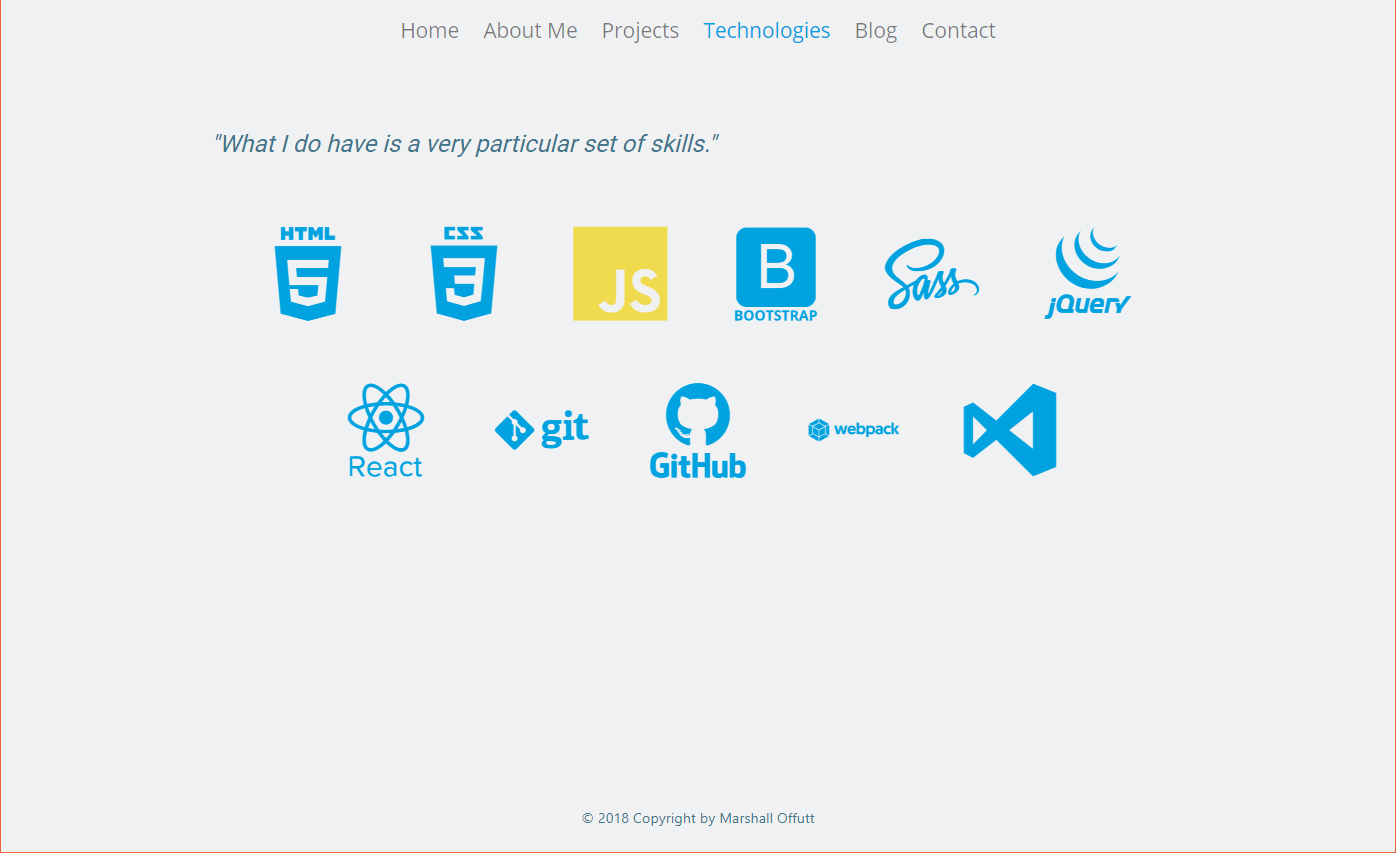 Home About Me Projects Technologies Blog Contact
"What I do have is a very particular set of skills."
HTML CSS JS B BOOTSTRAP Sass jQuery
5 3
React git GitHub webpack
© 2018 Copyright by Marshall Offutt